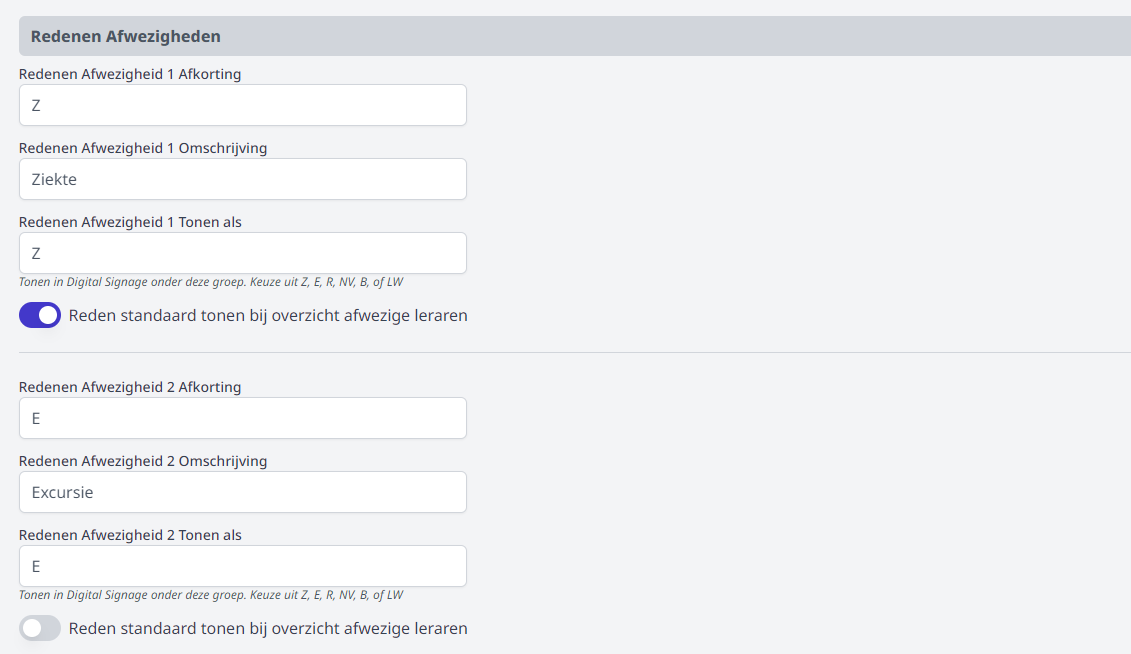 Redenen Afwezigheden
Redenen Afwezigheid 1 Afkorting
Z
Redenen Afwezigheid 1 Omschrijving
Ziekte
Redenen Afwezigheid 1 Tonen als
Z
Tonen in Digital Signage onder deze groep. Keuze uit Z, E, R, NV, B, of LW
Reden standaard tonen bij overzicht afwezige leraren
Redenen Afwezigheid 2 Afkorting
E
Redenen Afwezigheid 2 Omschrijving
Excursie
Redenen Afwezigheid 2 Tonen als
E
Tonen in Digital Signage onder deze groep. Keuze uit Z, E, R, NV, B, of LW
Reden standaard tonen bij overzicht afwezige leraren